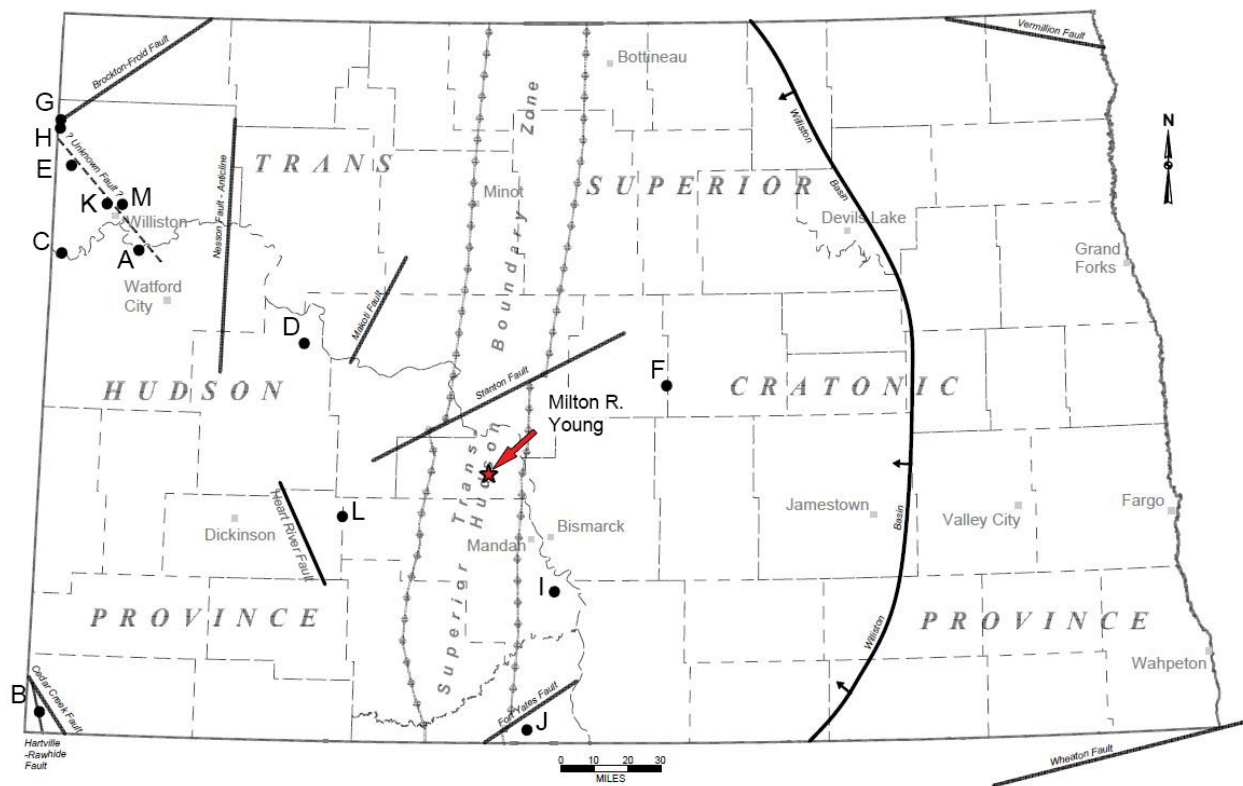 Brockton-Froid Fault
Vermillion Fault
Bottineau
N
G
H
? Unknown Fault ?
E
K
M
Williston
C
A
Watford
City
Nesson Fault - Anticline
TRANS
HUDSON
PROVINCE
Minot
Superior Trans Hudson
Boundary Zone
SUPERIOR
CRATONIC
PROVINCE
Williston
Basin
Devils Lake
Grand
Forks
D
Makoti Fault
Stanton Fault
F
Milton R.
Young
Basin
Dickinson
Heart River Fault
L
Mandan
Bismarck
Jamestown
Valley City
Fargo
I
Williston
Wahpeton
B
Cedar Creek Fault
Hartville
-Rawhide
Fault
Fort Yates Fault
J
0 10 20 30
MILES
Wheaton Fault